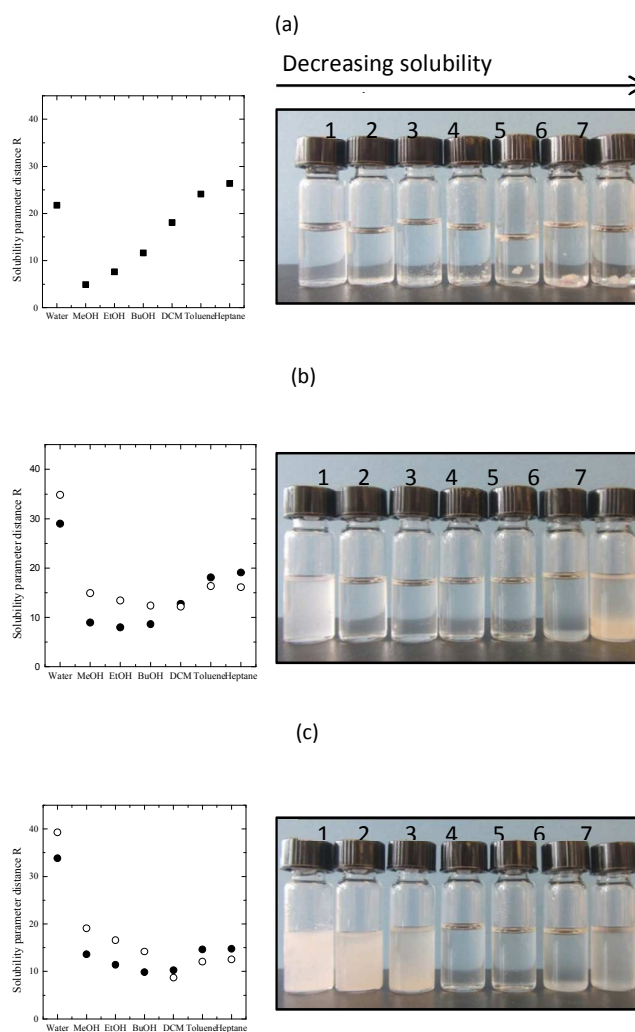 (a)
Decreasing solubility
1 2 3 4 5 6 7
Solubility parameter distance R
40
30
20
10
0
Water MeOH EtOH BuOH DCM Toluene Heptane
(b)
1 2 3 4 5 6 7
Solubility parameter distance R
40
30
20
10
0
Water MeOH EtOH BuOH DCM Toluene Heptane
(c)
1 2 3 4 5 6 7
Solubility parameter distance R
40
30
20
10
0
Water MeOH EtOH BuOH DCM Toluene Heptane